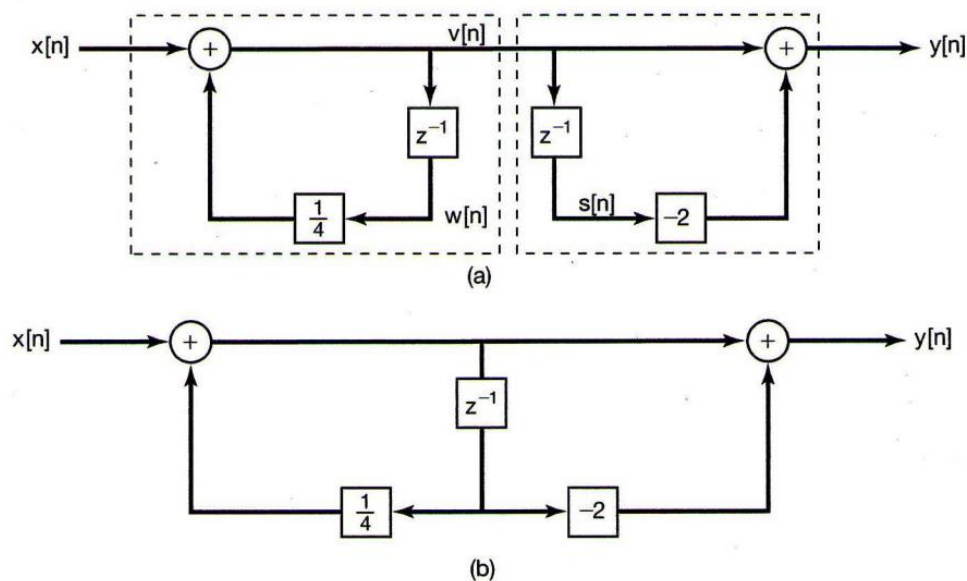 x[n] + v[n] + y[n]
z⁻¹ z⁻¹
1/4 w[n] s[n] −2
(a)
x[n] + + y[n]
z⁻¹
1/4 −2
(b)